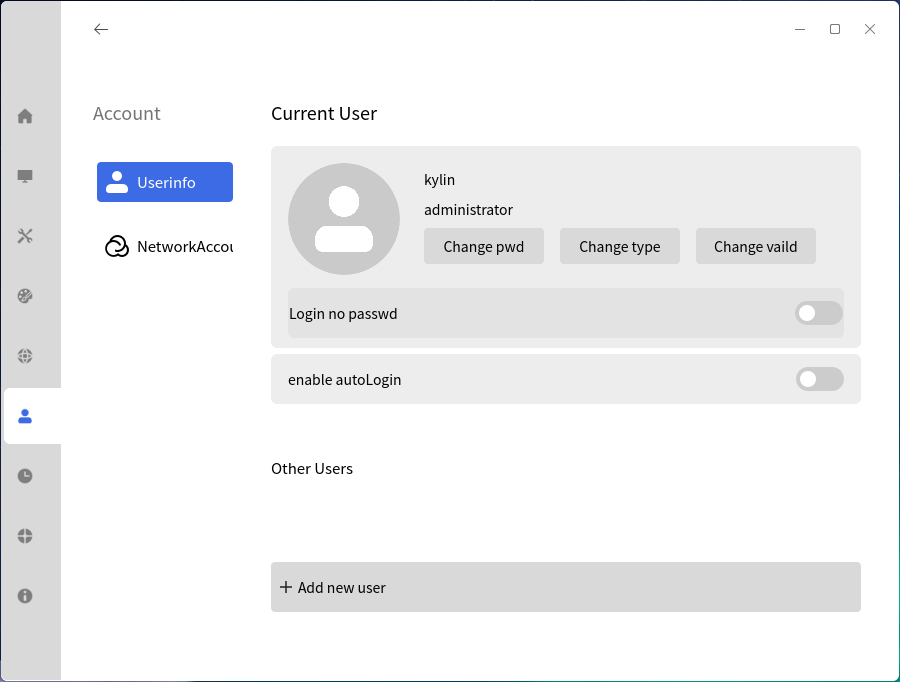 Account
Current User
Userinfo
NetworkAccou
kylin
administrator
Change pwd
Change type
Change vaild
Login no passwd
enable autoLogin
Other Users
Add new user